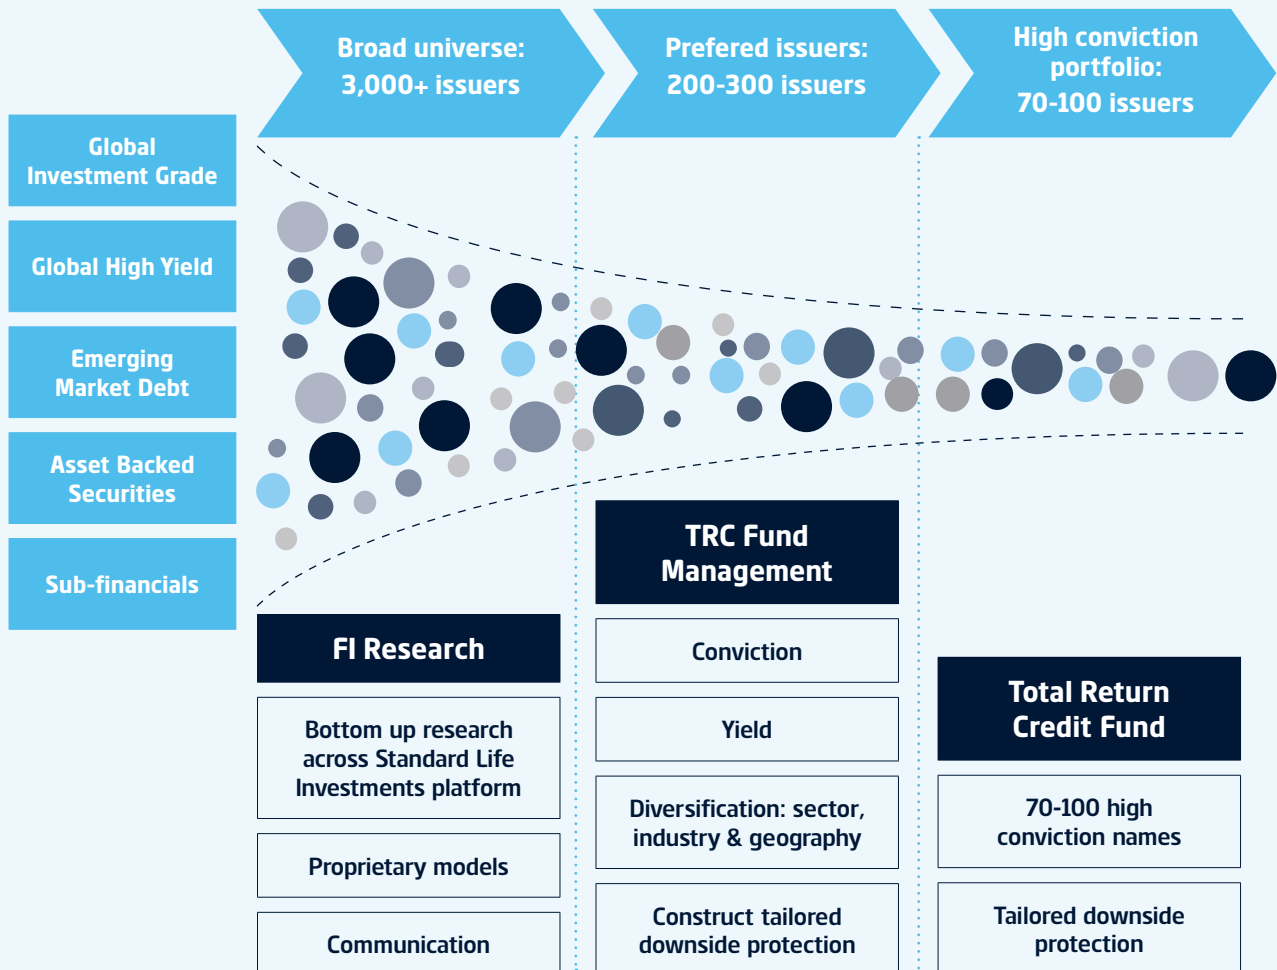 Broad universe:
3,000+ issuers
Prefered issuers:
200-300 issuers
High conviction
portfolio:
70-100 issuers
Global
Investment Grade
Global High Yield
Emerging
Market Debt
Asset Backed
Securities
Sub-financials
FI Research
Bottom up research
across Standard Life
Investments platform
Proprietary models
Communication
TRC Fund
Management
Conviction
Yield
Diversification: sector,
industry & geography
Construct tailored
downside protection
Total Return
Credit Fund
70-100 high
conviction names
Tailored downside
protection